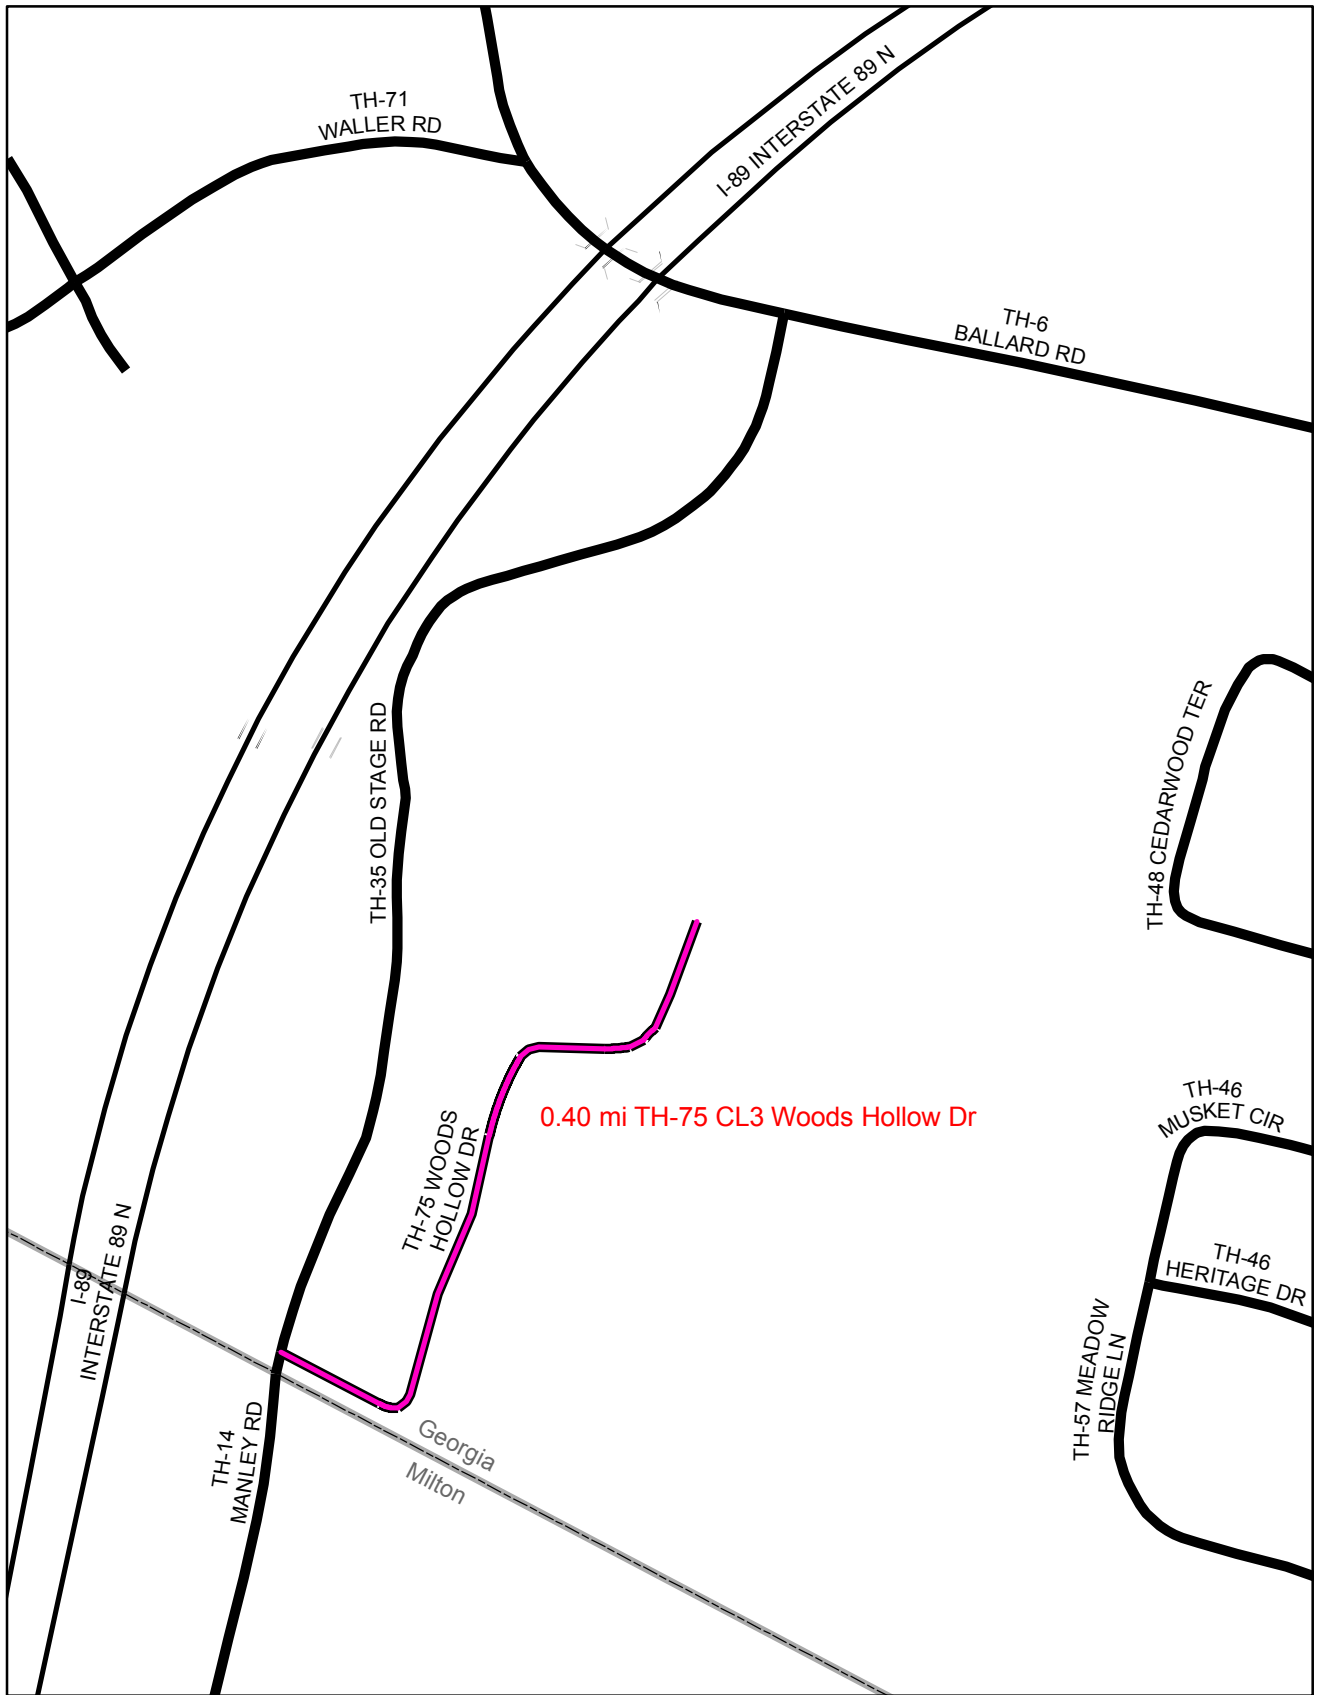 TH-71
WALLER RD
I-89 INTERSTATE 89 N
TH-6
BALLARD RD
TH-35 OLD STAGE RD
TH-48 CEDARWOOD TER
TH-46
MUSKET CIR
0.40 mi TH-75 CL3 Woods Hollow Dr
TH-75 WOODS
HOLLOW DR
I-89
INTERSTATE 89 N
TH-46
HERITAGE DR
TH-57 MEADOW
RIDGE LN
TH-14
MANLEY RD
Georgia
Milton